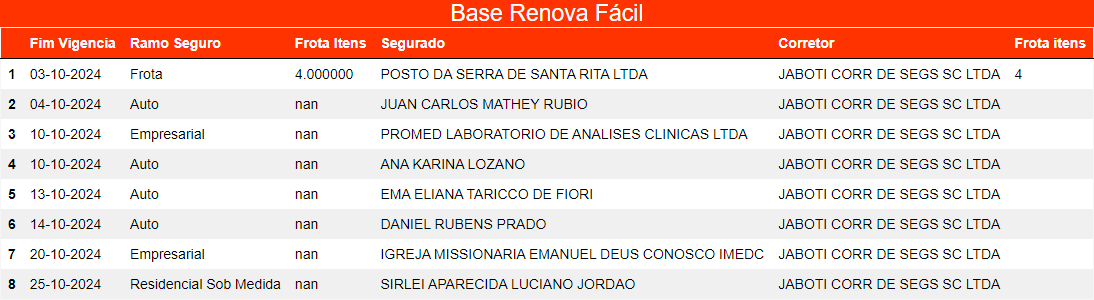 Base Renova Fácil
Fim Vigencia Ramo Seguro Frota Itens Segurado Corretor Frota itens
1 03-10-2024 Frota 4.000000 POSTO DA SERRA DE SANTA RITA LTDA JABOTI CORR DE SEGS SC LTDA 4
2 04-10-2024 Auto nan JUAN CARLOS MATHEY RUBIO JABOTI CORR DE SEGS SC LTDA
3 10-10-2024 Empresarial nan PROMED LABORATORIO DE ANALISES CLINICAS LTDA JABOTI CORR DE SEGS SC LTDA
4 10-10-2024 Auto nan ANA KARINA LOZANO JABOTI CORR DE SEGS SC LTDA
5 13-10-2024 Auto nan EMA ELIANA TARICCO DE FIORI JABOTI CORR DE SEGS SC LTDA
6 14-10-2024 Auto nan DANIEL RUBENS PRADO JABOTI CORR DE SEGS SC LTDA
7 20-10-2024 Empresarial nan IGREJA MISSIONARIA EMANUEL DEUS CONOSCO IMEDC JABOTI CORR DE SEGS SC LTDA
8 25-10-2024 Residencial Sob Medida nan SIRLEI APARECIDA LUCIANO JORDAO JABOTI CORR DE SEGS SC LTDA